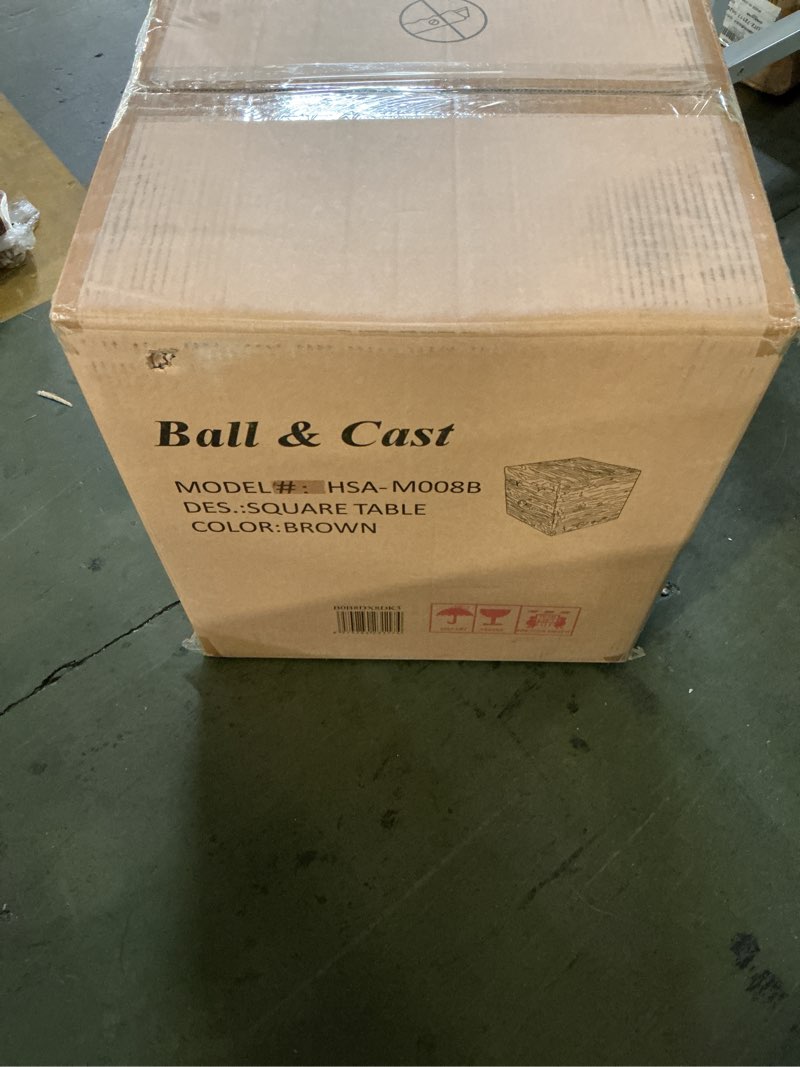 Ball & Cast
MODEL#: HSA-M008B
DES.:SQUARE TABLE
COLOR:BROWN